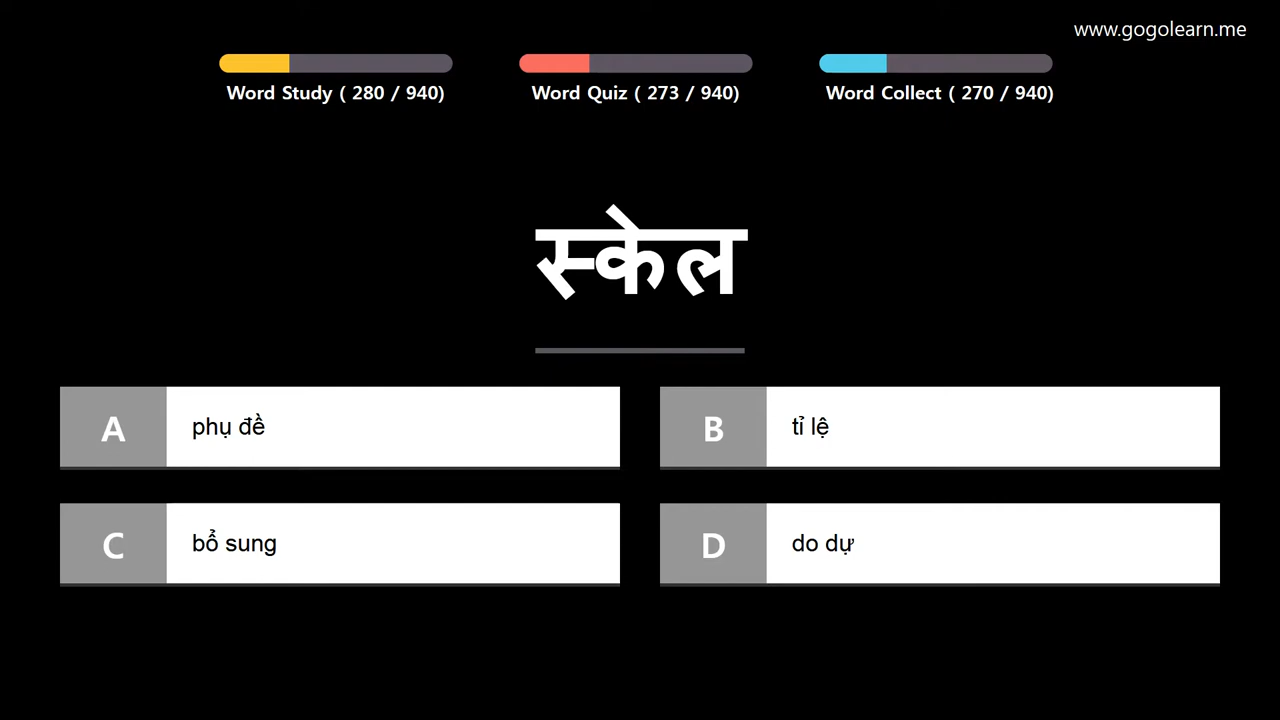 www.gogolearn.me
Word Study ( 280 / 940)
Word Quiz ( 273 / 940)
Word Collect ( 270 / 940)
स्केल
A
phụ đề
B
tỉ lệ
C
bổ sung
D
do dự